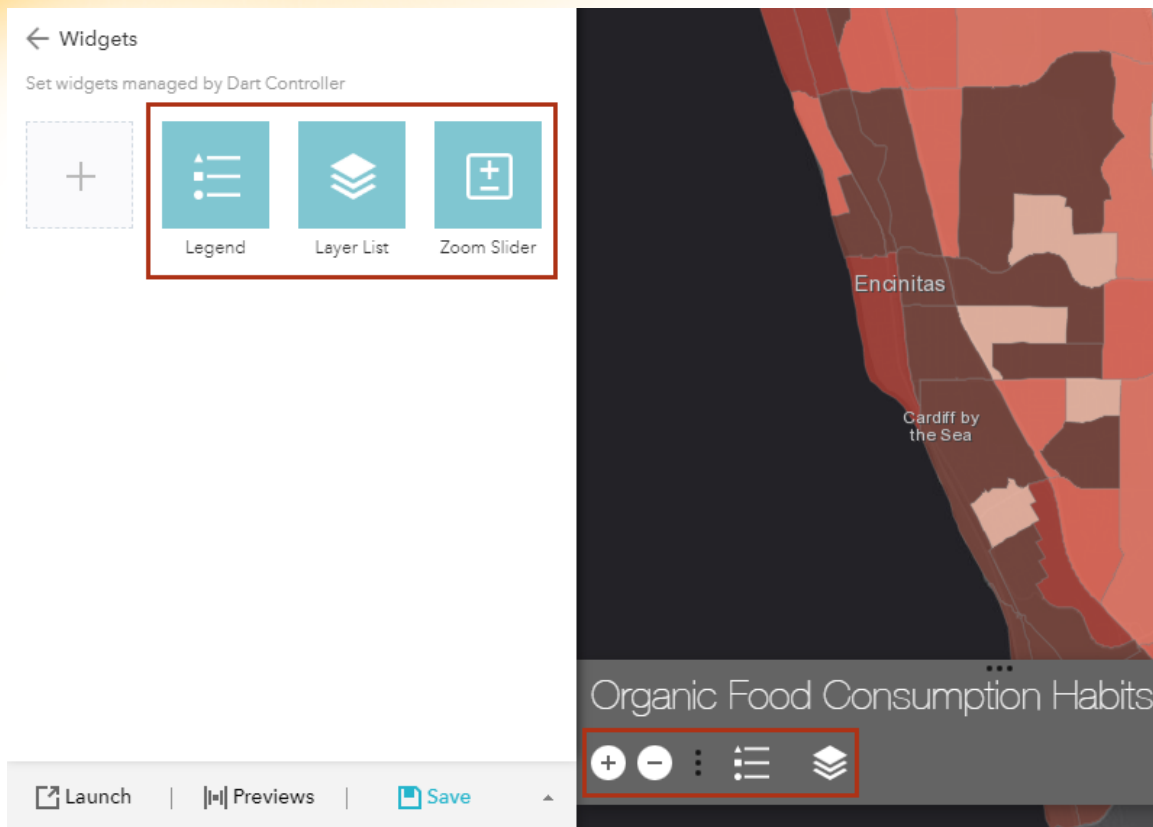 Widgets
Set widgets managed by Dart Controller
Legend
Layer List
Zoom Slider
Launch
Previews
Save
Encinitas
Cardiff by
the Sea
Organic Food Consumption Habits